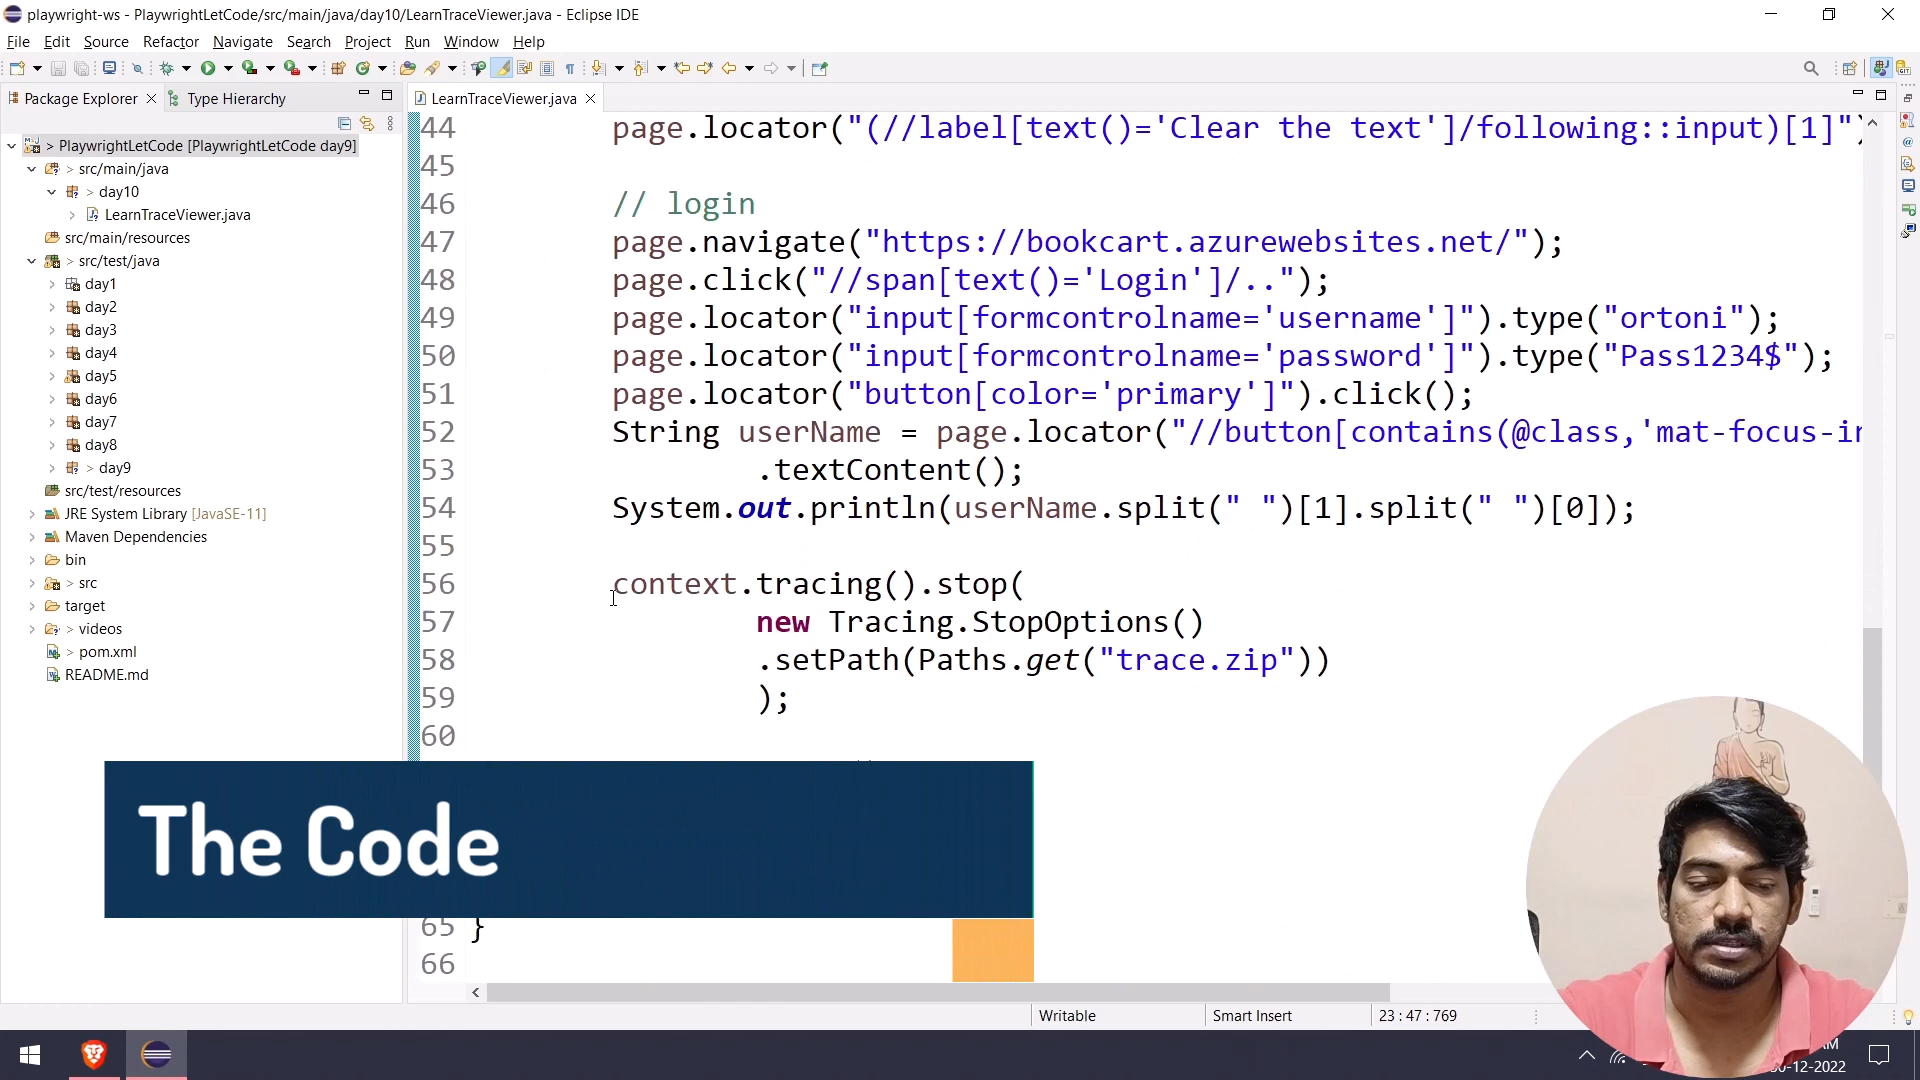 playwright-ws - PlaywrightLetCode/src/main/java/day10/LearnTraceViewer.java - Eclipse IDE
File Edit Source Refactor Navigate Search Project Run Window Help
Package Explorer Type Hierarchy
LearnTraceViewer.java
> PlaywrightLetCode [PlaywrightLetCode day9]
> src/main/java
> day10
LearnTraceViewer.java
src/main/resources
> src/test/java
day1
day2
day3
day4
day5
day6
day7
day8
> day9
src/test/resources
JRE System Library [JavaSE-11]
Maven Dependencies
bin
> src
target
> videos
> pom.xml
README.md
44 page.locator("(//label[text()='Clear the text']/following::input)[1]")
45
46 // login
47 page.navigate("https://bookcart.azurewebsites.net/");
48 page.click("//span[text()='Login']/..");
49 page.locator("input[formcontrolname='username']").type("ortoni");
50 page.locator("input[formcontrolname='password']").type("Pass1234$");
51 page.locator("button[color='primary']").click();
52 String userName = page.locator("//button[contains(@class,'mat-focus-in
53 .textContent();
54 System.out.println(userName.split(" ")[1].split(" ")[0]);
55
56 context.tracing().stop(
57 new Tracing.StopOptions()
58 .setPath(Paths.get("trace.zip"))
59 );
60
The Code
65 }
66
Writable Smart Insert 23 : 47 : 769
AM
-12-2022